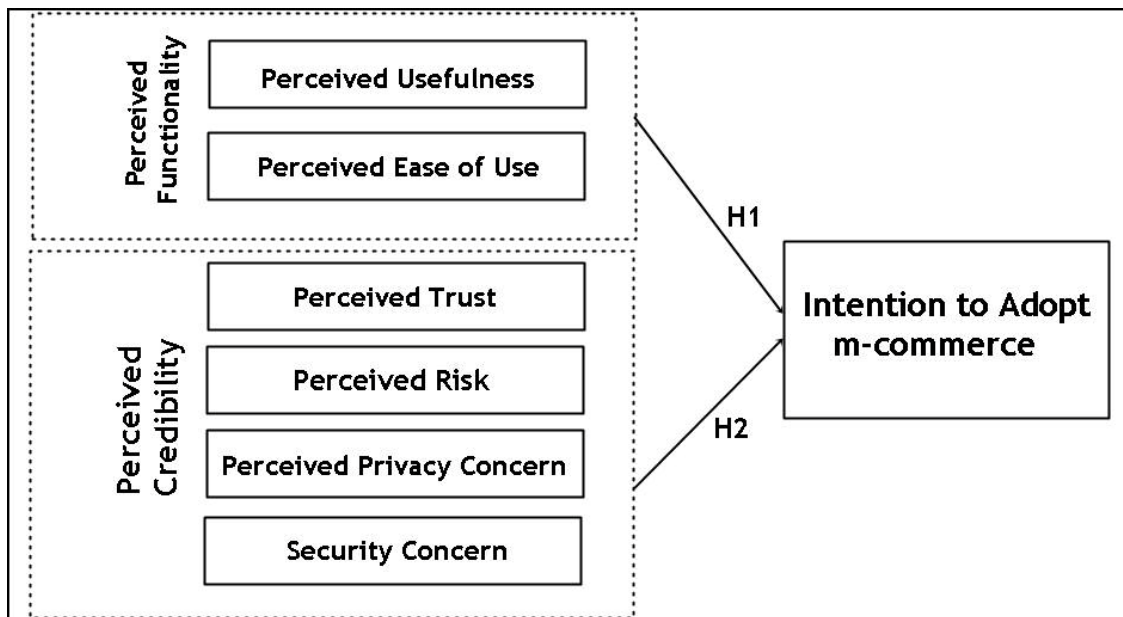 Perceived
Functionality
Perceived Usefulness
Perceived Ease of Use
H1
Perceived
Credibility
Perceived Trust
Perceived Risk
Perceived Privacy Concern
Security Concern
H2
Intention to Adopt
m-commerce